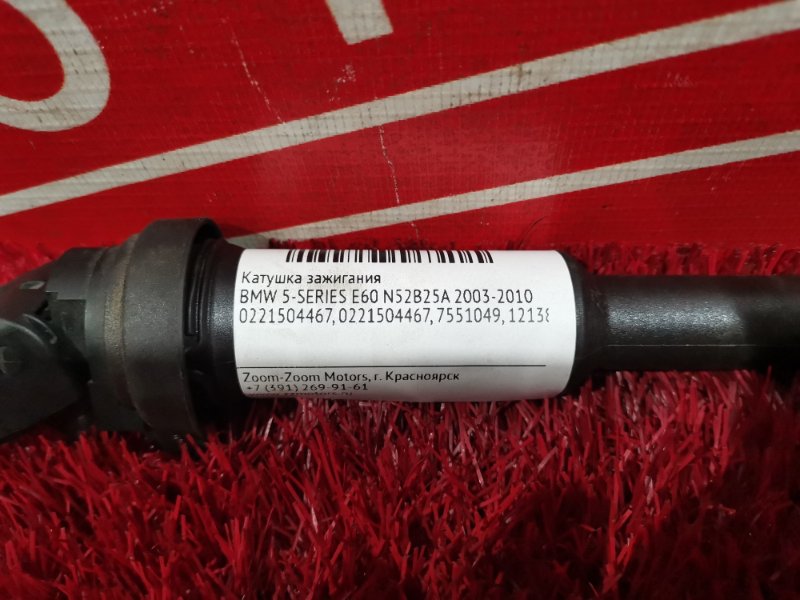 Катушка зажигания
BMW 5-SERIES E60 N52B25A 2003-2010
0221504467, 0221504467, 7551049, 12138
Zoom-Zoom Motors, г. Красноярск
+7 (391) 269-91-61